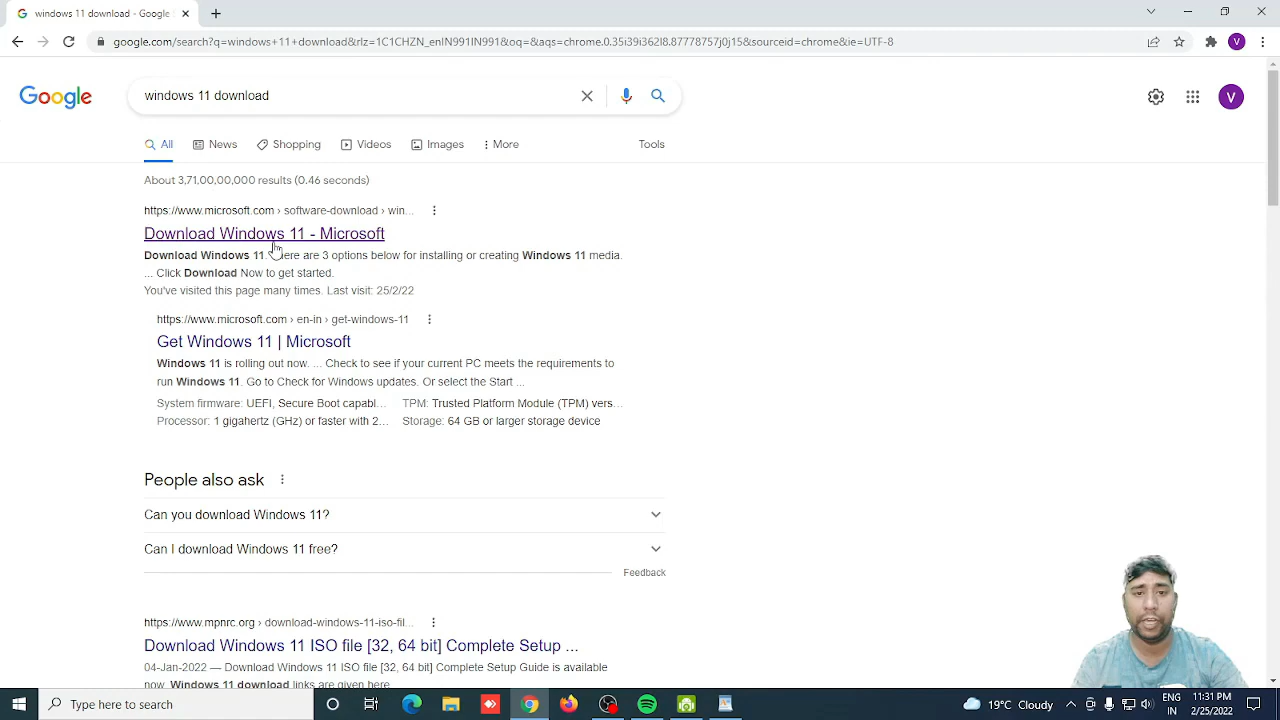 windows 11 download - Google
google.com/search?q=windows+11+download&rlz=1C1CHZN_enIN991IN991&oq=&aqs=chrome.0.35i39i362l8.87778757j0j15&sourceid=chrome&ie=UTF-8
V
Google
windows 11 download
V
All
News
Shopping
Videos
Images
More
Tools
About 3,71,00,00,000 results (0.46 seconds)
https://www.microsoft.com › software-download › win...
Download Windows 11 - Microsoft
Download Windows 11. here are 3 options below for installing or creating Windows 11 media.
... Click Download Now to get started.
You've visited this page many times. Last visit: 25/2/22
https://www.microsoft.com › en-in › get-windows-11
Get Windows 11 | Microsoft
Windows 11 is rolling out now. ... Check to see if your current PC meets the requirements to
run Windows 11. Go to Check for Windows updates. Or select the Start ...
System firmware: UEFI, Secure Boot capabl... TPM: Trusted Platform Module (TPM) vers...
Processor: 1 gigahertz (GHz) or faster with 2... Storage: 64 GB or larger storage device
People also ask
Can you download Windows 11?
Can I download Windows 11 free?
Feedback
https://www.mpnrc.org › download-windows-11-iso-fil...
Download Windows 11 ISO file [32, 64 bit] Complete Setup ...
04-Jan-2022 — Download Windows 11 ISO file [32, 64 bit] Complete Setup Guide is available
now. Windows 11 download links are given here
Type here to search
19°C Cloudy
ENG
IN
11:31 PM
2/25/2022